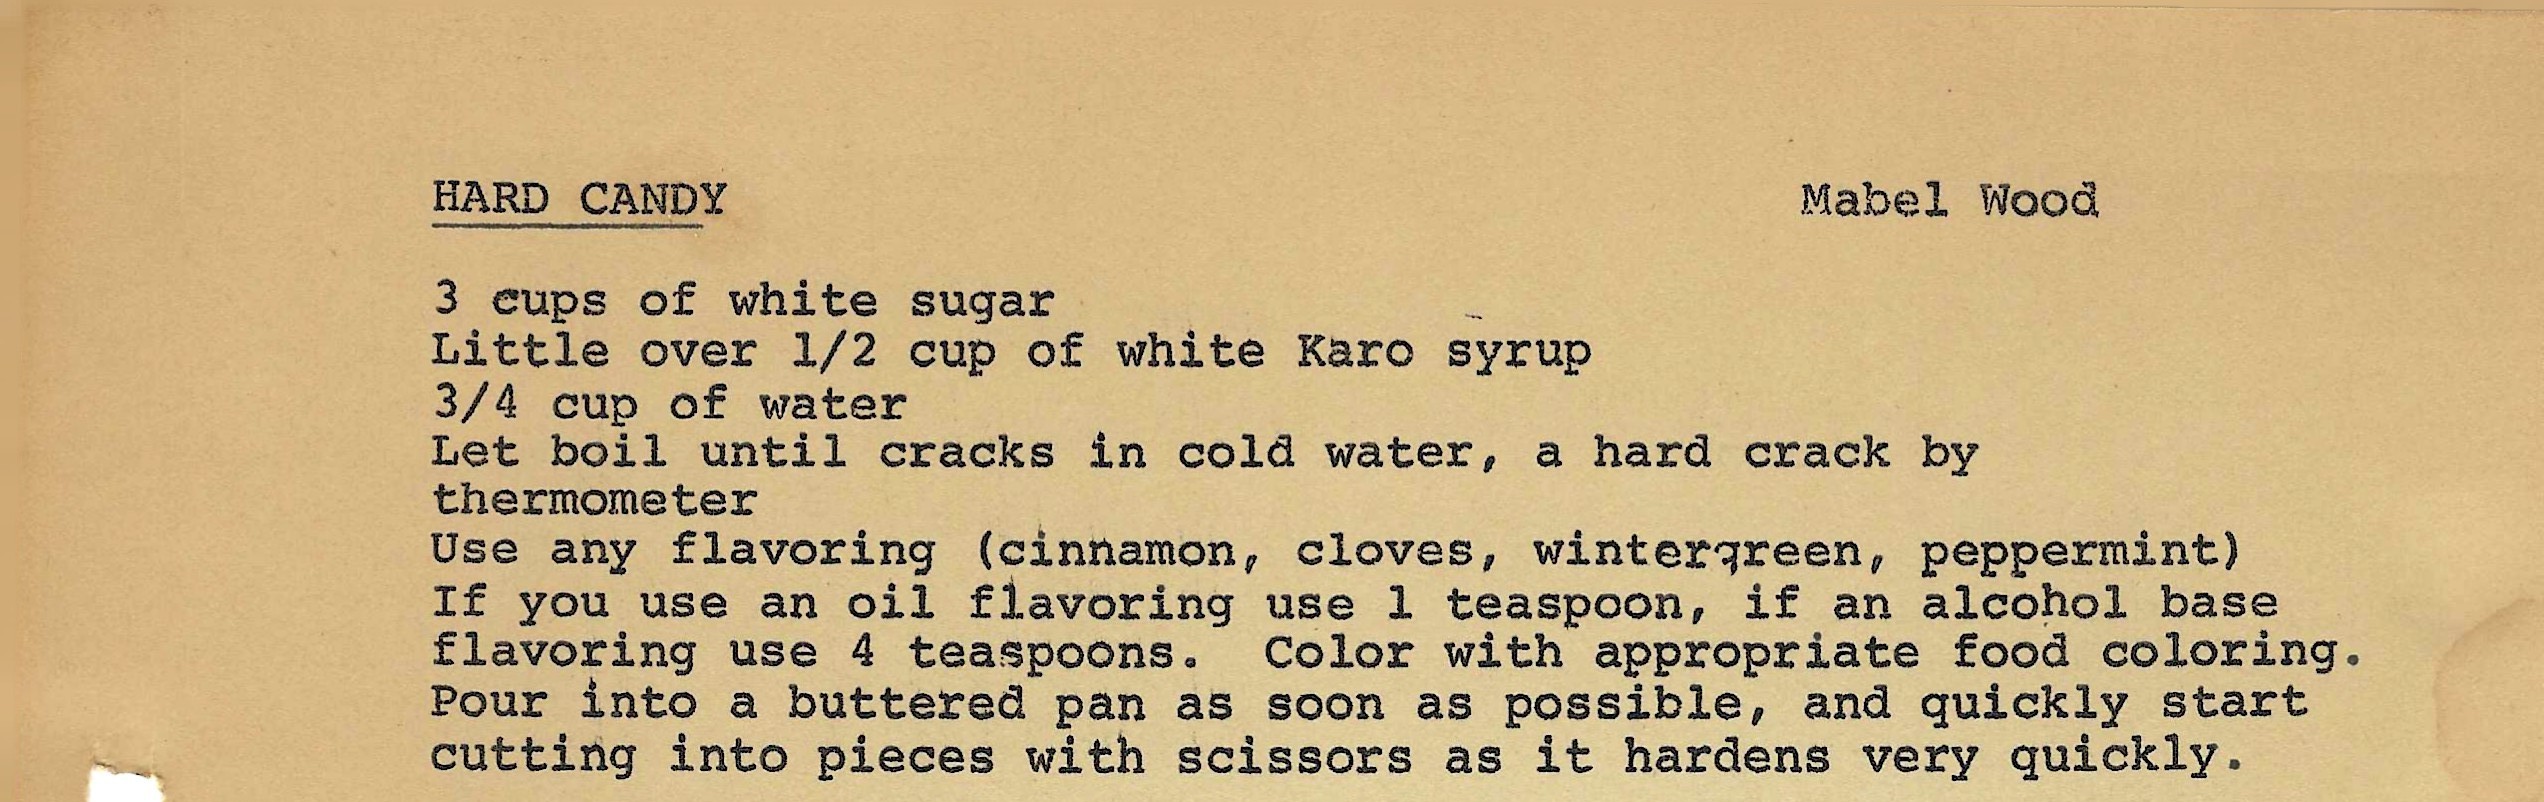 HARD CANDY Mabel Wood
3 cups of white sugar
Little over 1/2 cup of white Karo syrup
3/4 cup of water
Let boil until cracks in cold water, a hard crack by
thermometer
Use any flavoring (cinnamon, cloves, wintergreen, peppermint)
If you use an oil flavoring use 1 teaspoon, if an alcohol base
flavoring use 4 teaspoons.  Color with appropriate food coloring.
Pour into a buttered pan as soon as possible, and quickly start
cutting into pieces with scissors as it hardens very quickly.